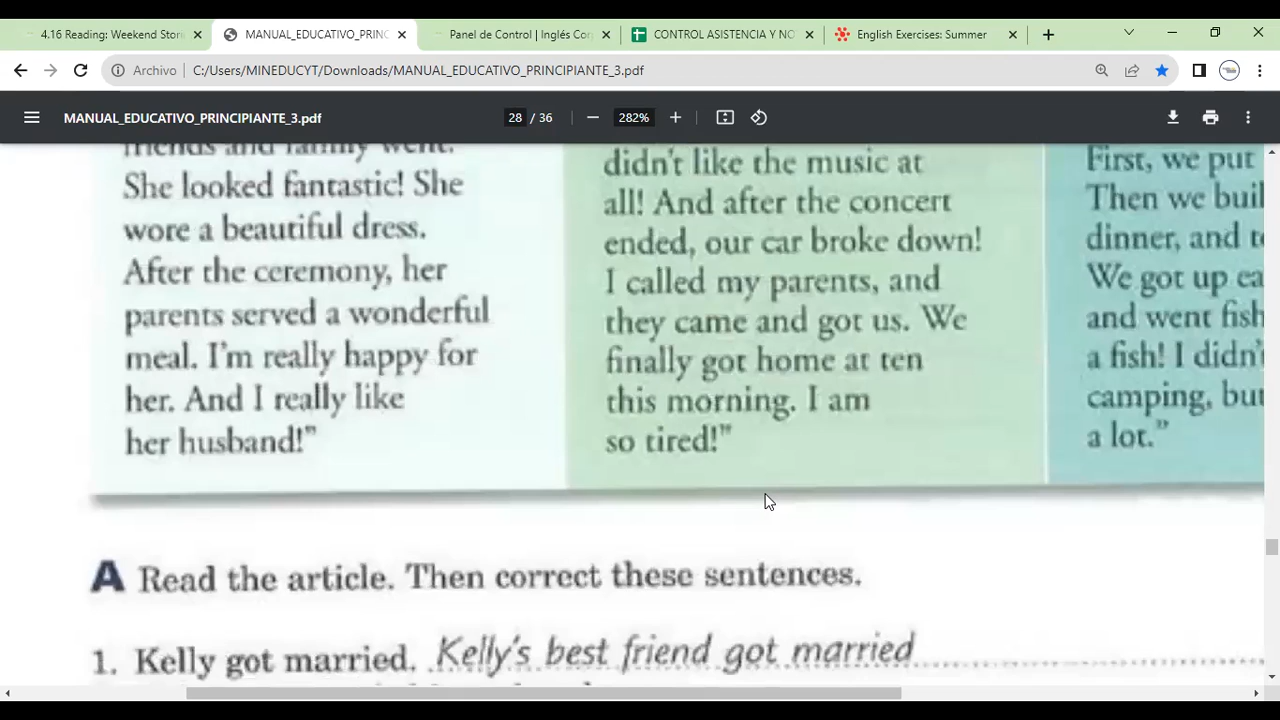 4.16 Reading: Weekend Stori
MANUAL_EDUCATIVO_PRINC
Panel de Control | Inglés Cor
CONTROL ASISTENCIA Y NO
English Exercises: Summer
Archivo
C:/Users/MINEDUCYT/Downloads/MANUAL_EDUCATIVO_PRINCIPIANTE_3.pdf
MANUAL_EDUCATIVO_PRINCIPIANTE_3.pdf
28 / 36
282%
friends and family went.
She looked fantastic! She
wore a beautiful dress.
After the ceremony, her
parents served a wonderful
meal. I'm really happy for
her. And I really like
her husband!"
didn't like the music at
all! And after the concert
ended, our car broke down!
I called my parents, and
they came and got us. We
finally got home at ten
this morning. I am
so tired!"
First, we put
Then we buil
dinner, and to
We got up ea
and went fish
a fish! I didn't
camping, but
a lot."
A Read the article. Then correct these sentences.
1. Kelly got married. Kelly's best friend got married